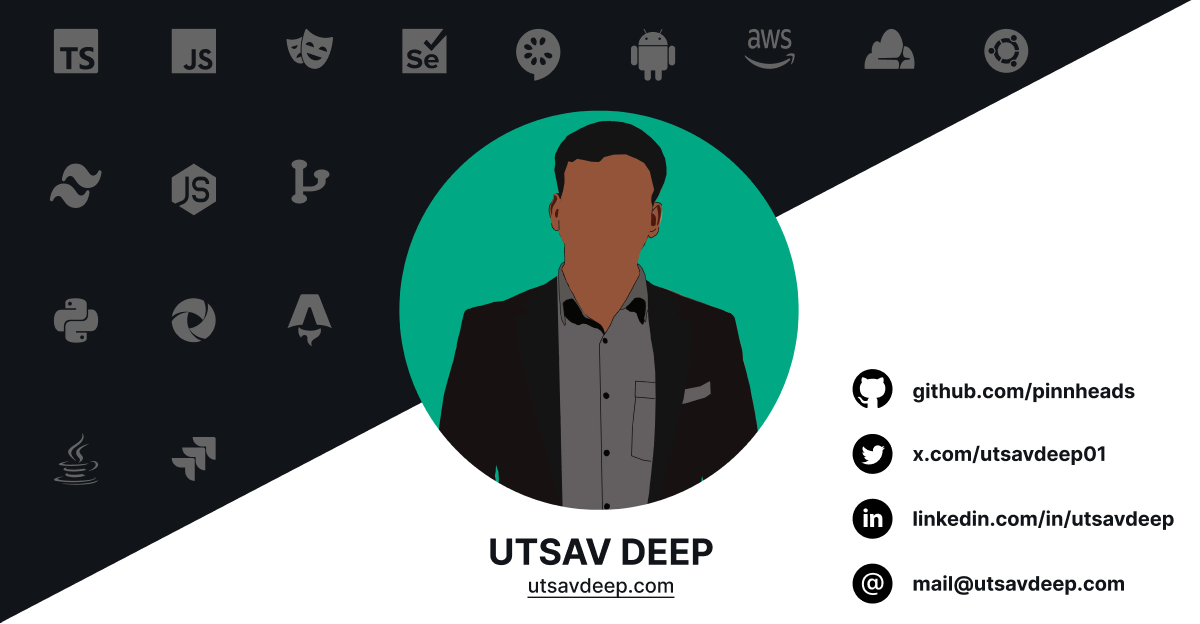 TS
JS
Se
aws
JS
UTSAV DEEP
utsavdeep.com
github.com/pinnheads
x.com/utsavdeep01
in
linkedin.com/in/utsavdeep
@
mail@utsavdeep.com